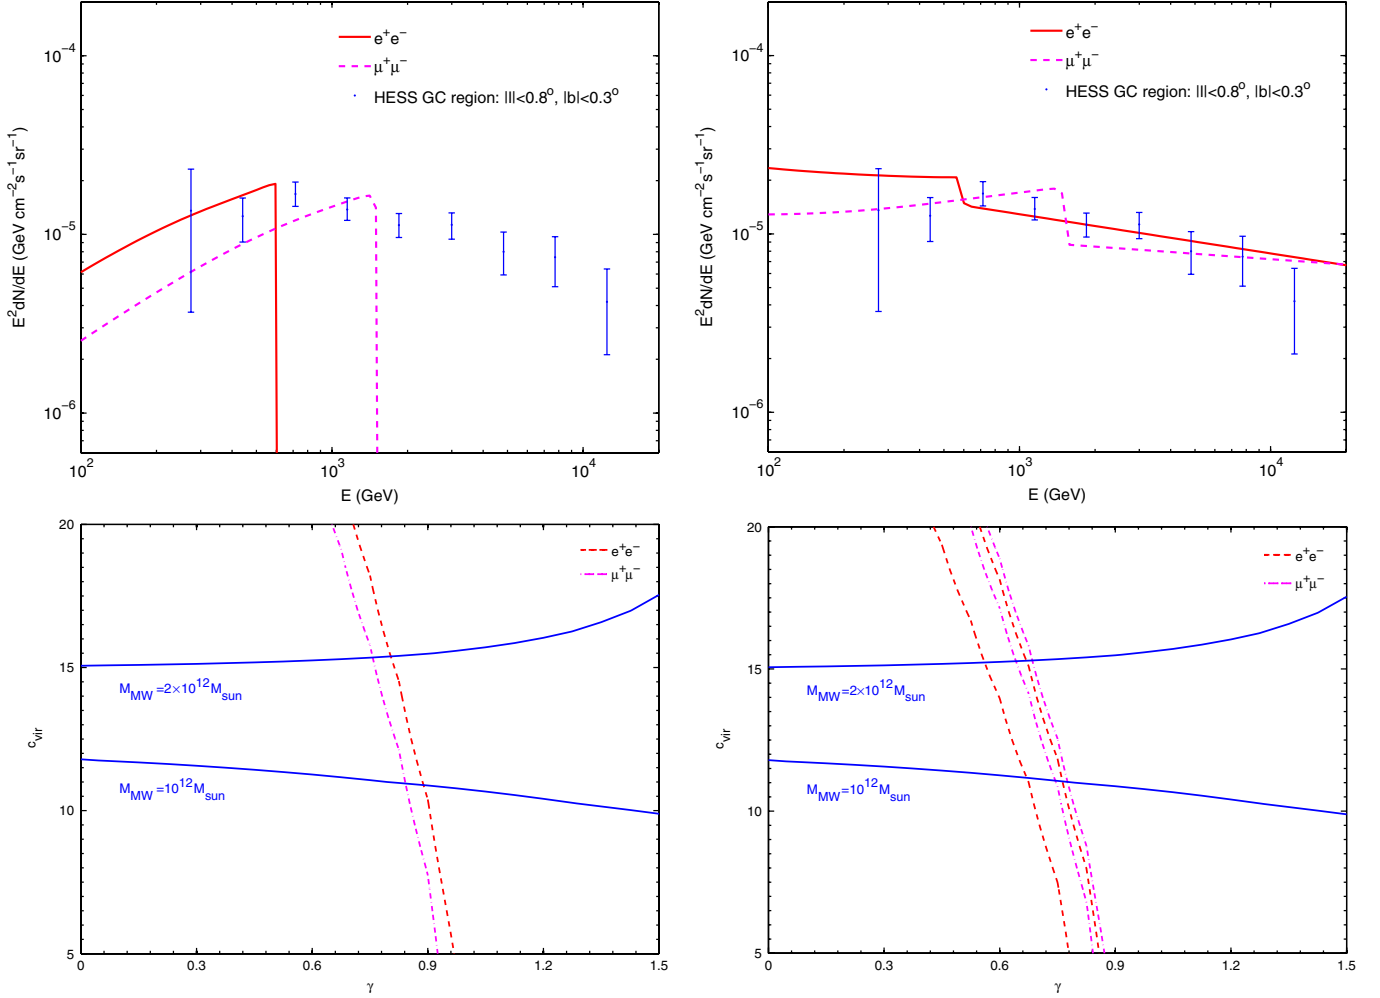 e⁺e⁻
μ⁺μ⁻
HESS GC region: |l|<0.8°, |b|<0.3°
10⁻⁴
10⁻⁵
10⁻⁶
E²dN/dE (GeV cm⁻²s⁻¹sr⁻¹)
10² 10³ 10⁴
E (GeV)
e⁺e⁻
μ⁺μ⁻
HESS GC region: |l|<0.8°, |b|<0.3°
10⁻⁴
10⁻⁵
10⁻⁶
E²dN/dE (GeV cm⁻²s⁻¹sr⁻¹)
10² 10³ 10⁴
E (GeV)
e⁺e⁻
μ⁺μ⁻
20
15
10
5
c_vir
M_MW=2×10¹²M_sun
M_MW=10¹²M_sun
0 0.3 0.6 0.9 1.2 1.5
γ
e⁺e⁻
μ⁺μ⁻
20
15
10
5
c_vir
M_MW=2×10¹²M_sun
M_MW=10¹²M_sun
0 0.3 0.6 0.9 1.2 1.5
γ